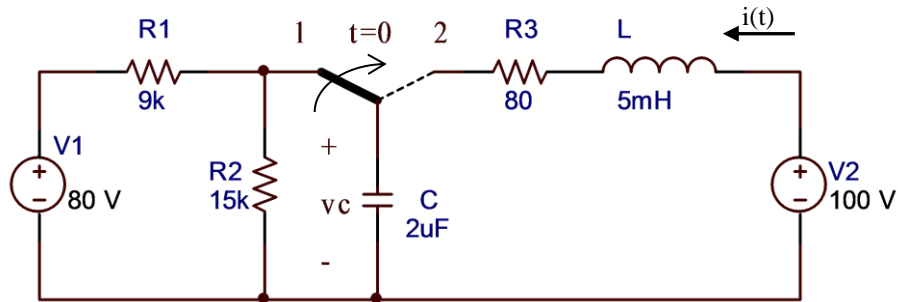 R1 1 t=0 2 R3 L i(t)
9k 80 5mH
V1 + V2
+ R2 + C +
- 80 V 15k vc 2uF - 100 V
-